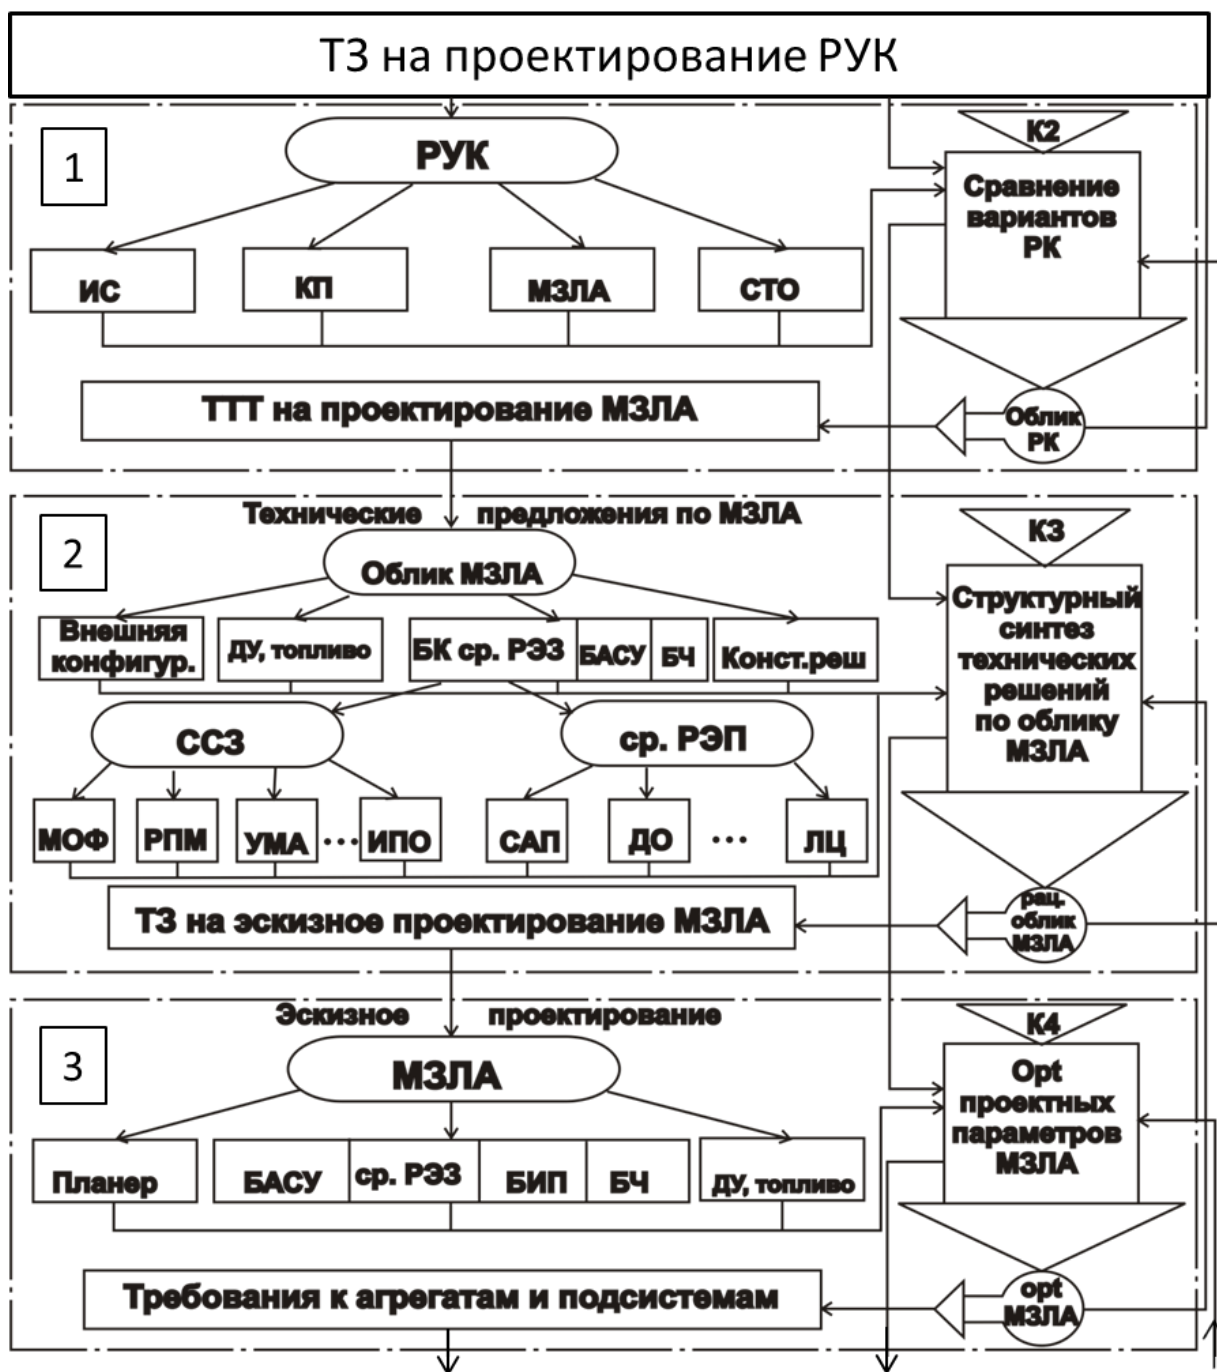 ТЗ на проектирование РУК
1
РУК
ИС
КП
МЗЛА
СТО
К2
Сравнение
вариантов
РК
ТТТ на проектирование МЗЛА
Облик
РК
2
Технические предложения по МЗЛА
Облик МЗЛА
Внешняя
конфигур.
ДУ, топливо
БК ср. РЭЗ
БАСУ
БЧ
Конст.реш
ССЗ
ср. РЭП
МОФ
РПМ
УМА
...
ИПО
САП
ДО
...
ЛЦ
К3
Структурный
синтез
технических
решений
по облику
МЗЛА
ТЗ на эскизное проектирование МЗЛА
рац.
облик
МЗЛА
3
Эскизное проектирование
МЗЛА
Планер
БАСУ
ср. РЭЗ
БИП
БЧ
ДУ, топливо
К4
Opt
проектных
параметров
МЗЛА
Требования к агрегатам и подсистемам
opt
МЗЛА